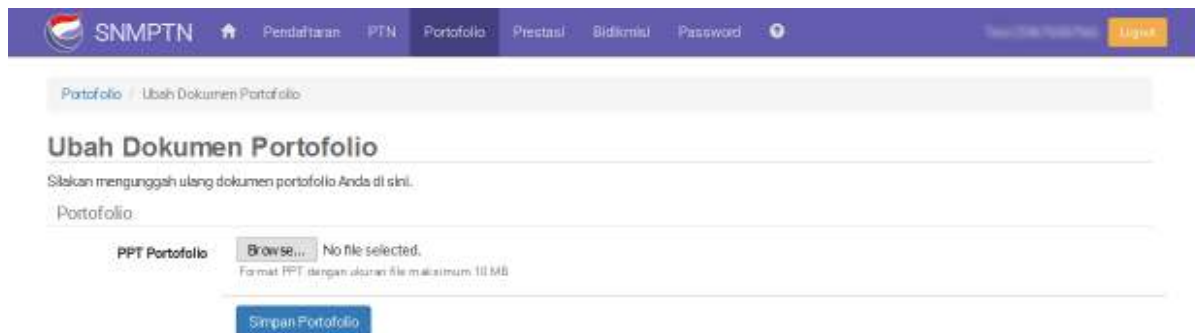 SNMPTN Pendaftaran PTN Portofolio Prestasi Bidikmisi Password Logout
Portofolio / Ubah Dokumen Portofolio
Ubah Dokumen Portofolio
Silakan mengunggah ulang dokumen portofolio Anda di sini.
Portofolio
PPT Portofolio Browse... No file selected.
Format PPT dengan ukuran file maksimum 10 MB
Simpan Portofolio